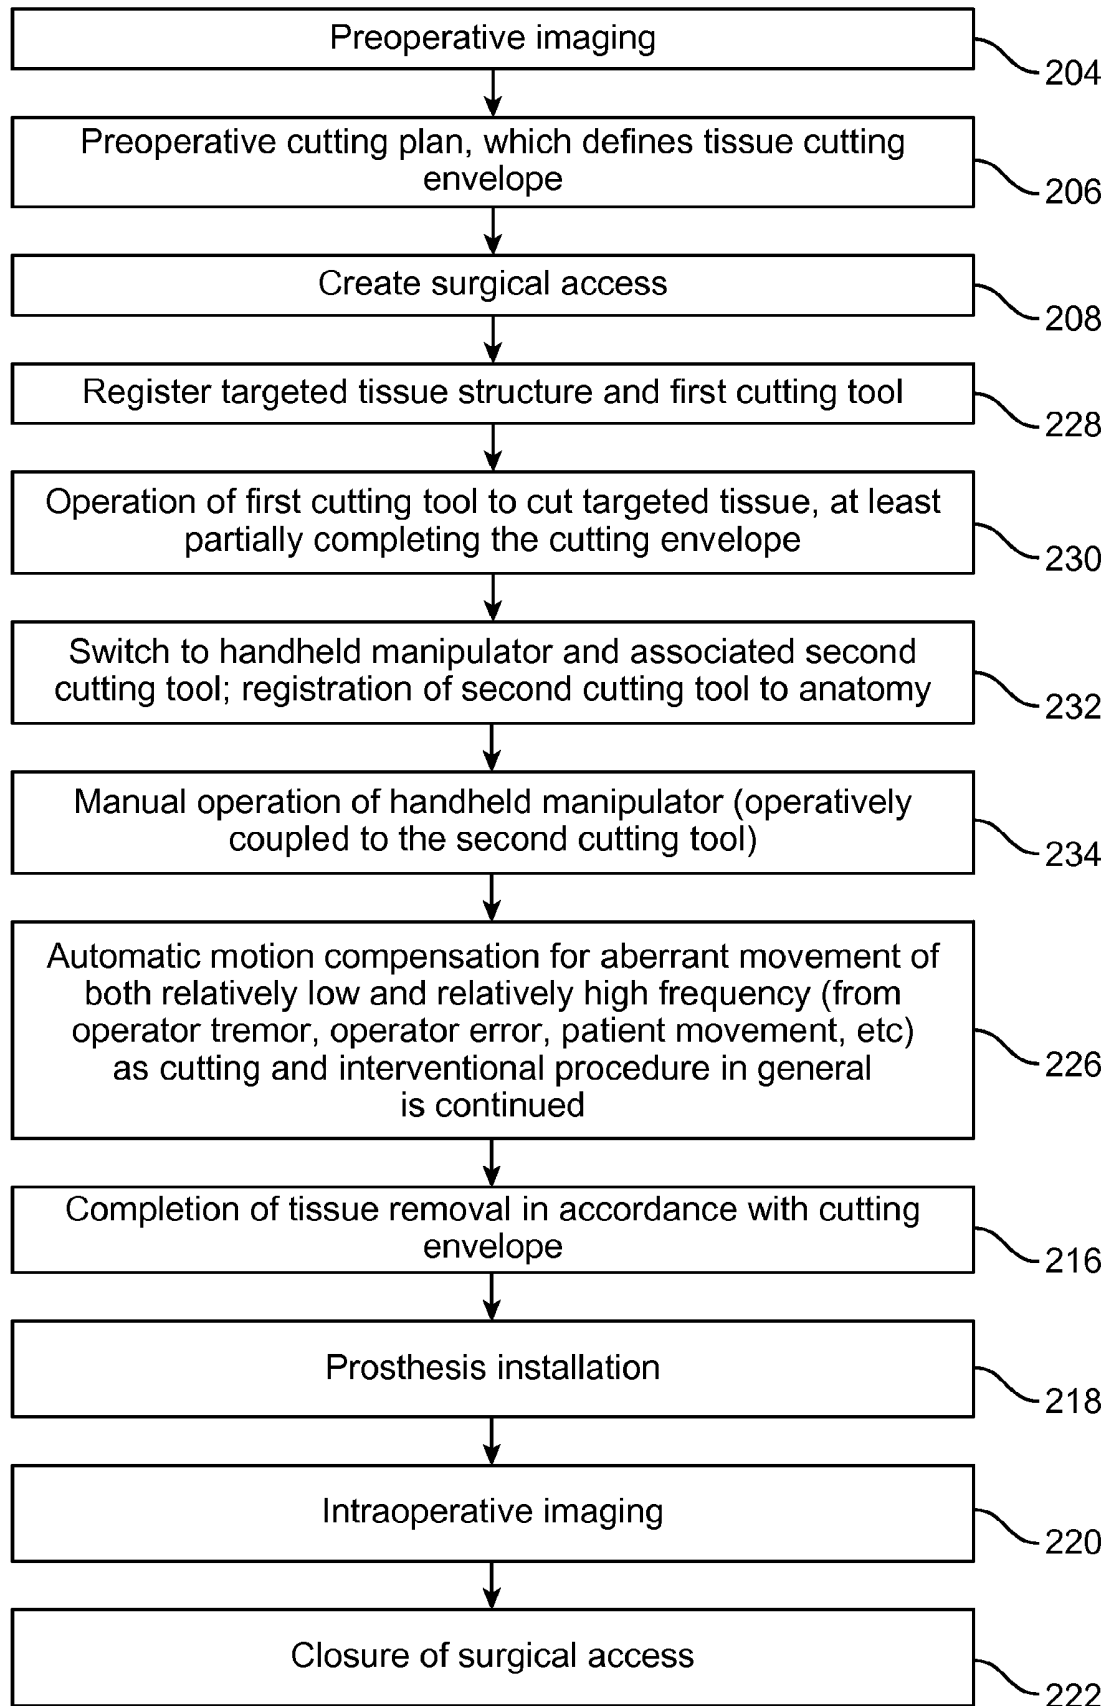 Preoperative imaging
204
Preoperative cutting plan, which defines tissue cutting
envelope
206
Create surgical access
208
Register targeted tissue structure and first cutting tool
228
Operation of first cutting tool to cut targeted tissue, at least
partially completing the cutting envelope
230
Switch to handheld manipulator and associated second
cutting tool; registration of second cutting tool to anatomy
232
Manual operation of handheld manipulator (operatively
coupled to the second cutting tool)
234
Automatic motion compensation for aberrant movement of
both relatively low and relatively high frequency (from
operator tremor, operator error, patient movement, etc)
as cutting and interventional procedure in general
is continued
226
Completion of tissue removal in accordance with cutting
envelope
216
Prosthesis installation
218
Intraoperative imaging
220
Closure of surgical access
222